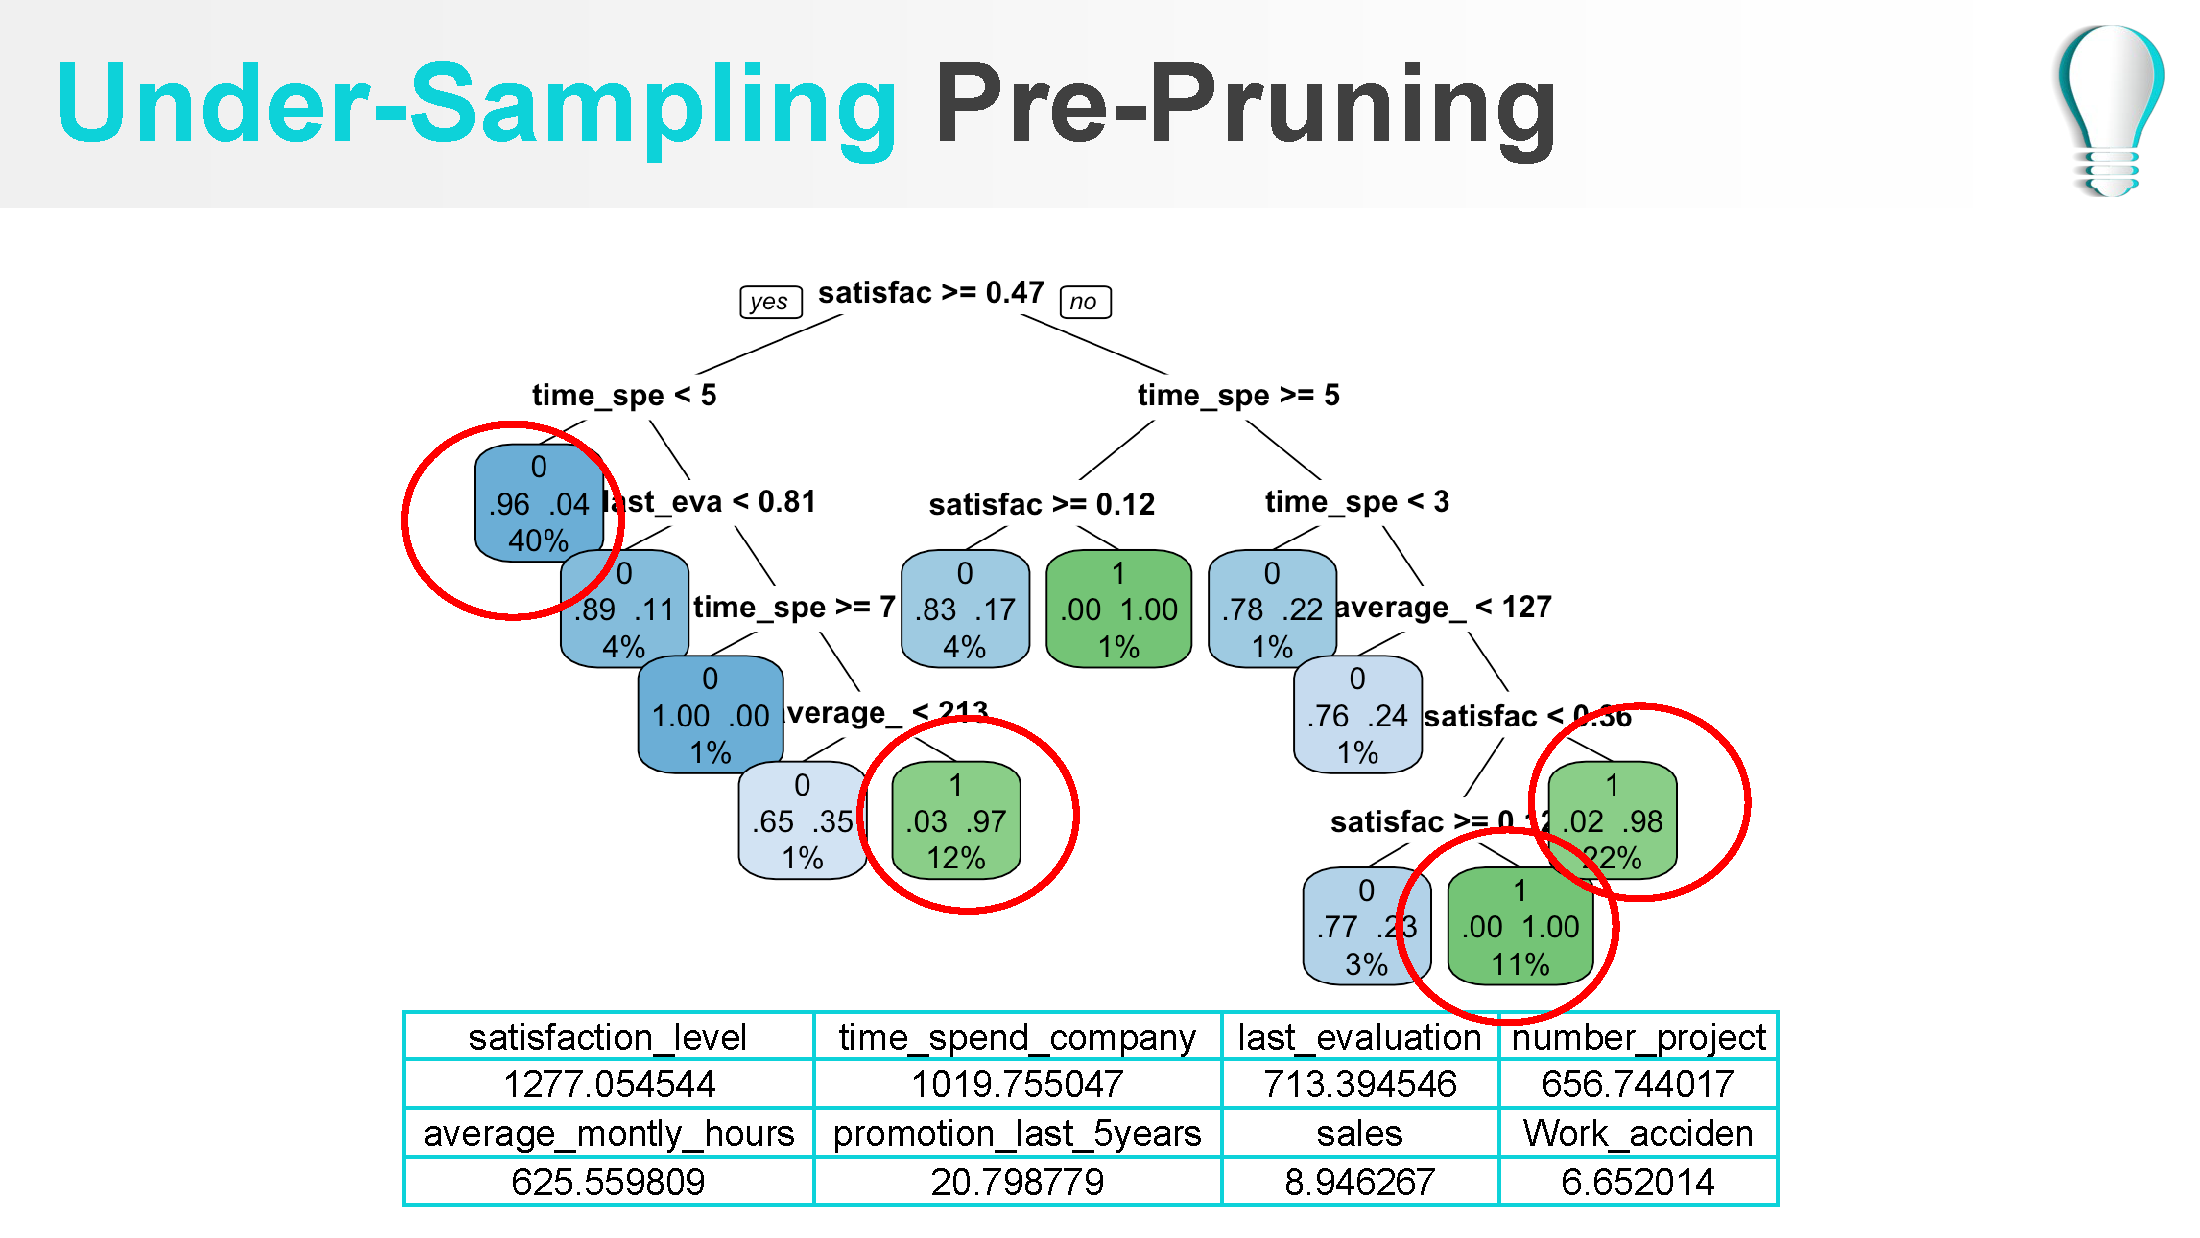 Under-Sampling Pre-Pruning
yes satisfac >= 0.47 no
time_spe < 5
time_spe >= 5
0
.96 .04
40%
last_eva < 0.81
satisfac >= 0.12
time_spe < 3
0
.89 .11
4%
time_spe >= 7
0
.83 .17
4%
1
.00 1.00
1%
0
.78 .22
1%
average_ < 127
0
1.00 .00
1%
average_ < 213
0
.76 .24
1%
satisfac < 0.36
0
.65 .35
1%
1
.03 .97
12%
satisfac >= 0.12
1
.02 .98
22%
0
.77 .23
3%
1
.00 1.00
11%
satisfaction_level time_spend_company last_evaluation number_project
1277.054544 1019.755047 713.394546 656.744017
average_montly_hours promotion_last_5years sales Work_acciden
625.559809 20.798779 8.946267 6.652014